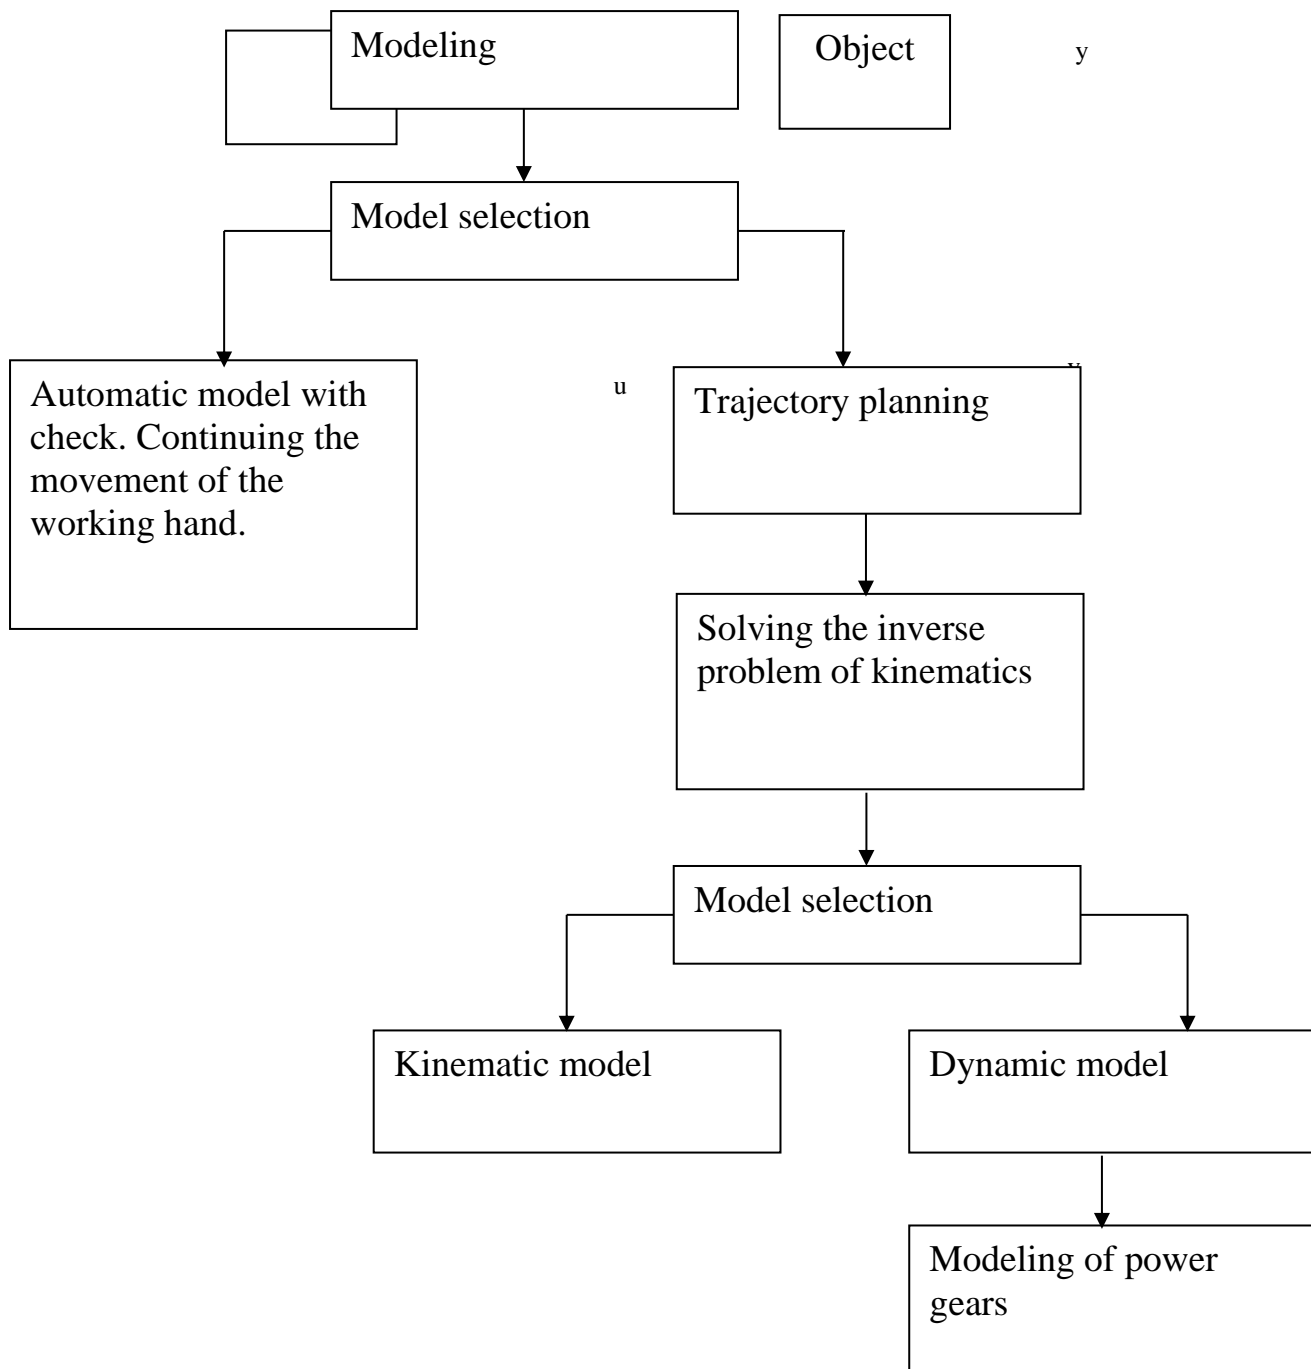 Modeling
Object
y
Model selection
Automatic model with
check. Continuing the
movement of the
working hand.
u
Trajectory planning
Solving the inverse
problem of kinematics
Model selection
Kinematic model
Dynamic model
Modeling of power
gears